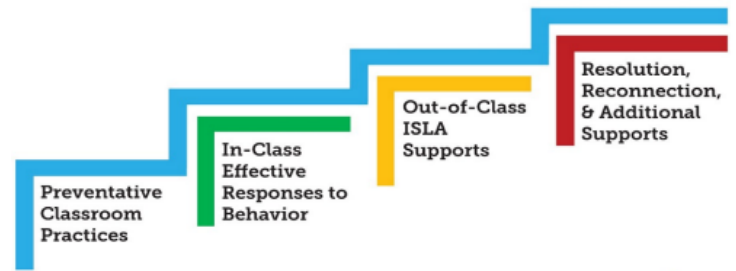 Preventative
Classroom
Practices
In-Class
Effective
Responses to
Behavior
Out-of-Class
ISLA
Supports
Resolution,
Reconnection,
& Additional
Supports